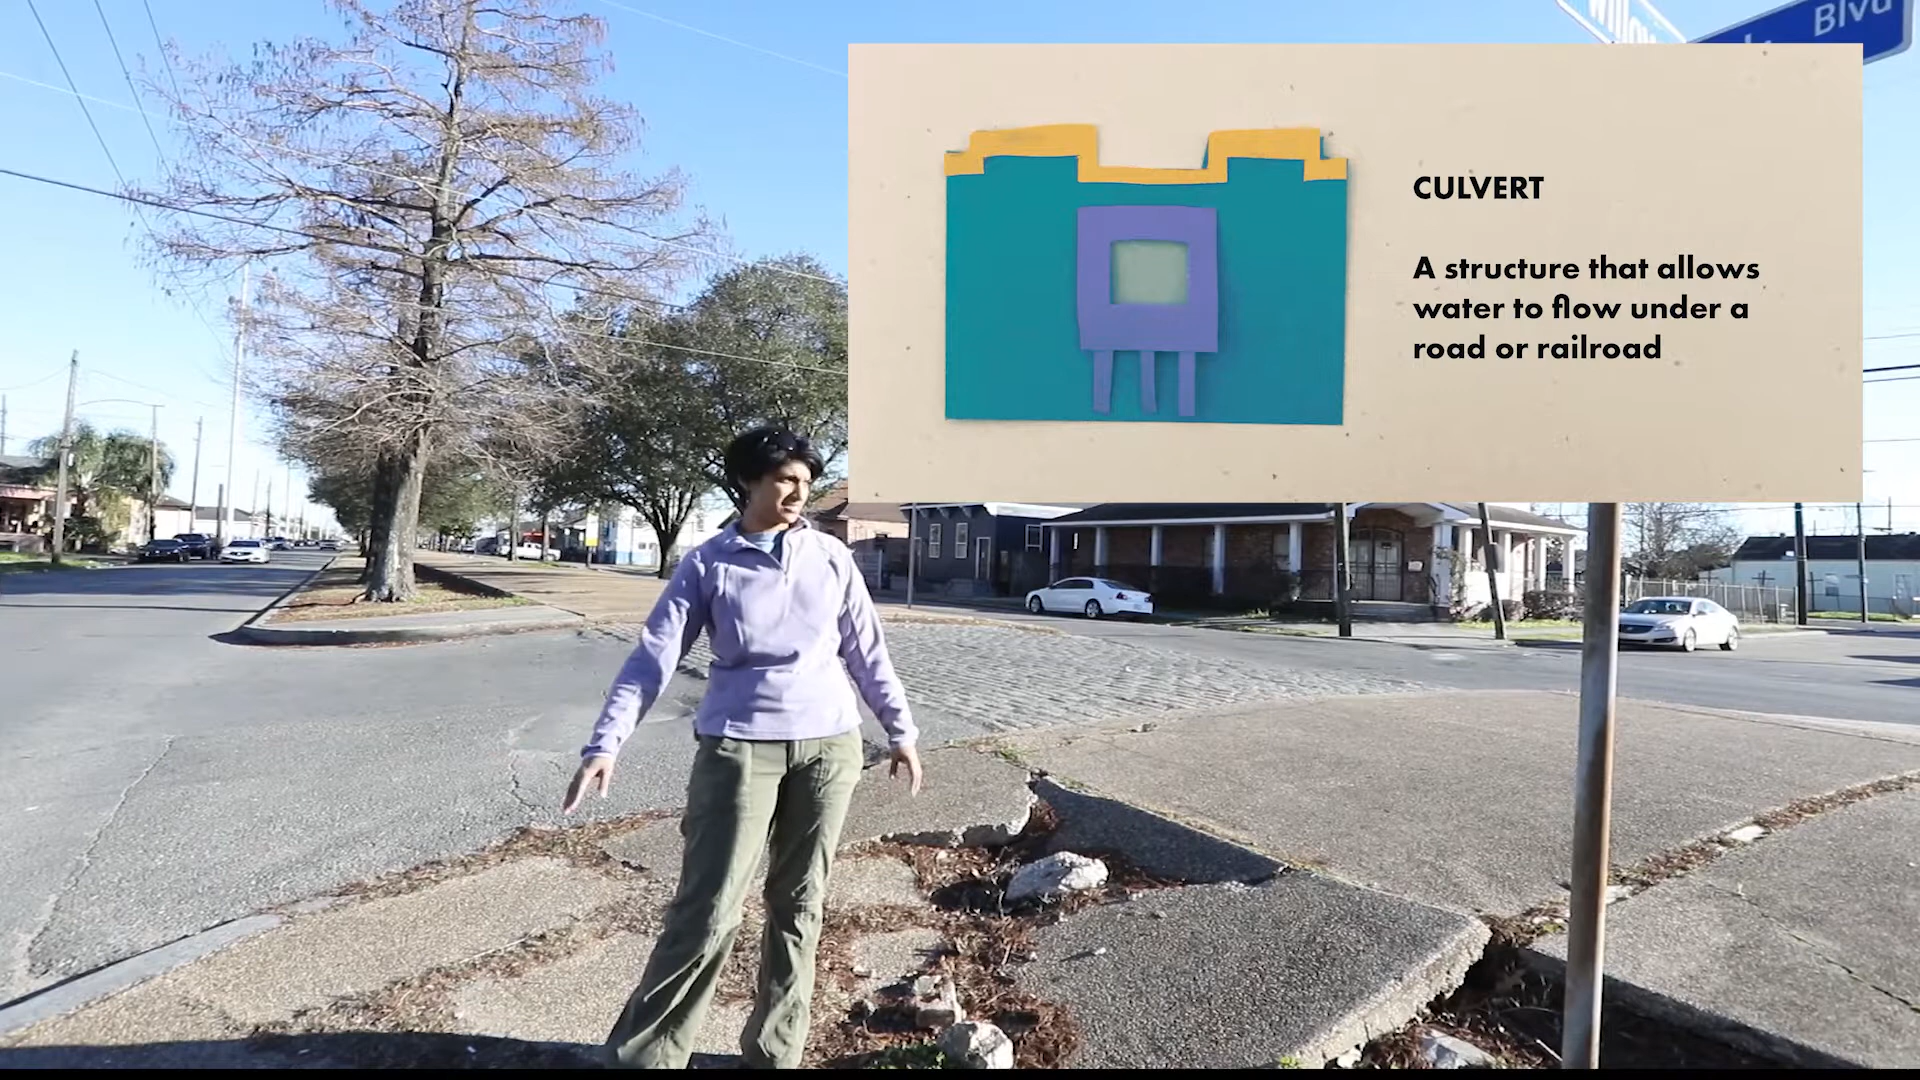 Blvd
CULVERT
A structure that allows
water to flow under a
road or railroad